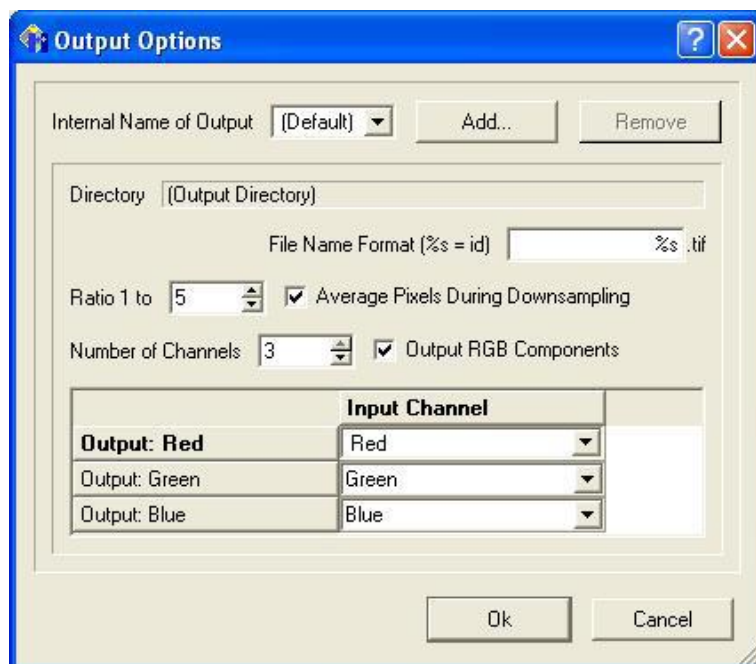 Output Options
Internal Name of Output (Default) Add... Remove
Directory (Output Directory)
File Name Format (%s = id) %s .tif
Ratio 1 to 5 Average Pixels During Downsampling
Number of Channels 3 Output RGB Components
Input Channel
Output: Red Red
Output: Green Green
Output: Blue Blue
Ok Cancel